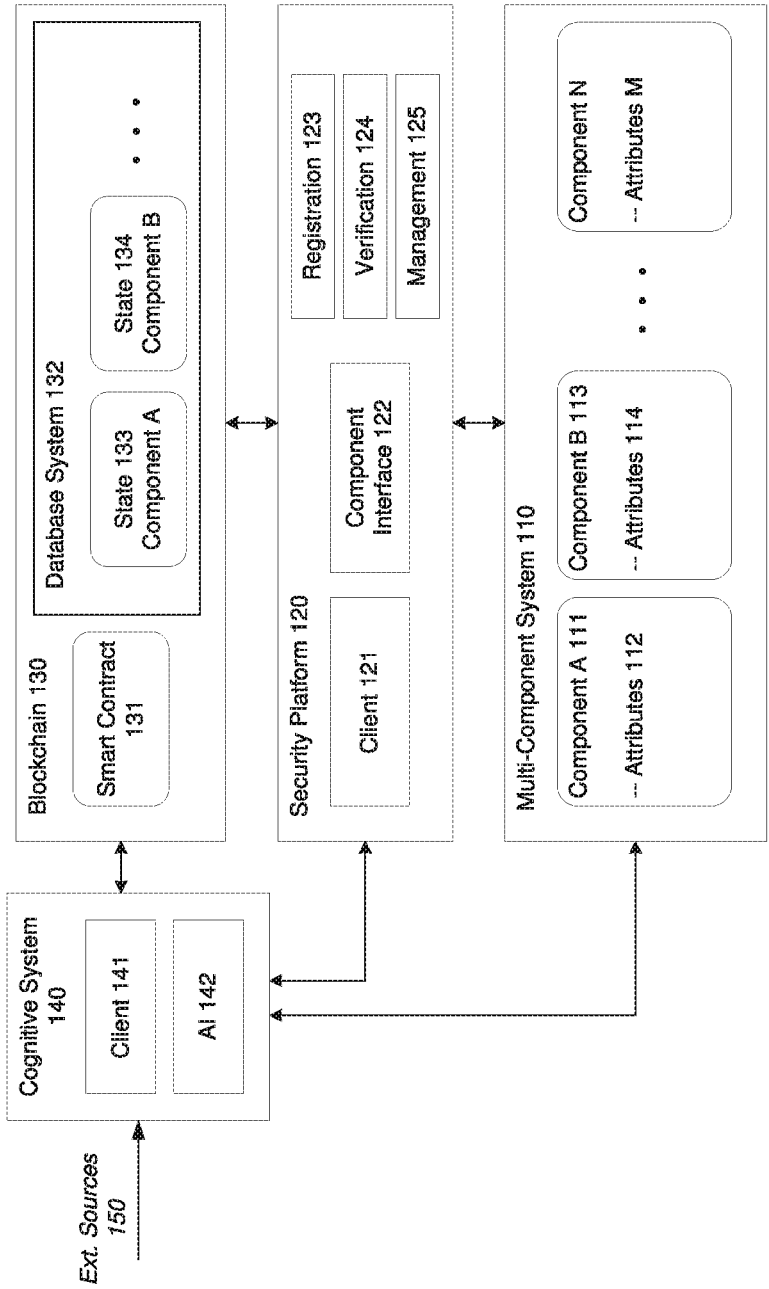 Ext. Sources
150
Cognitive System
140
Client 141
AI 142
Blockchain 130
Smart Contract
131
Database System 132
State 133
Component A
State 134
Component B
. . .
Security Platform 120
Client 121
Component
Interface 122
Registration 123
Verification 124
Management 125
Multi-Component System 110
Component A 111
-- Attributes 112
Component B 113
-- Attributes 114
. . .
Component N
-- Attributes M